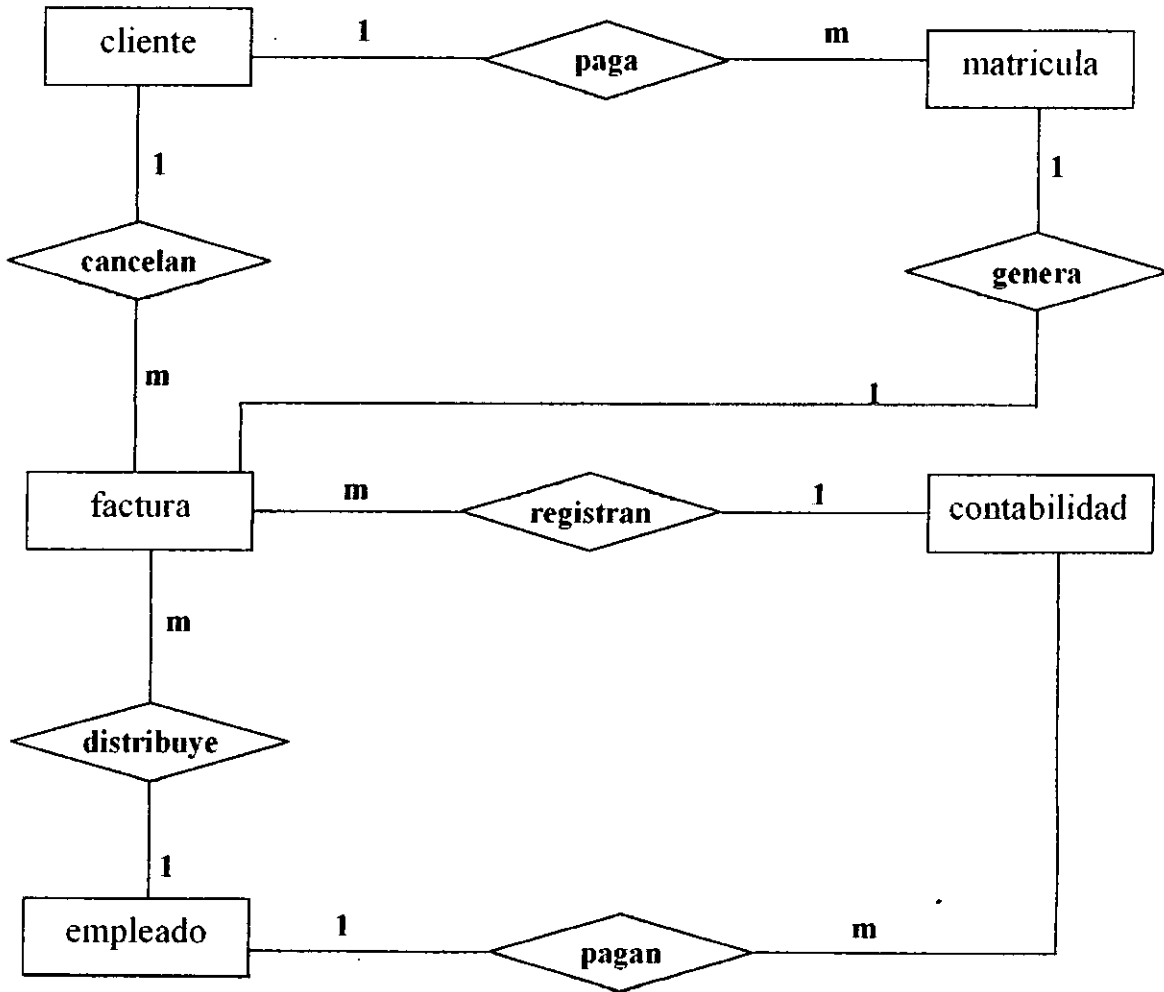 cliente
1
paga
m
matricula
1
1
cancelan
genera
m
1
factura
m
registran
1
contabilidad
m
distribuye
1
empleado
1
pagan
m